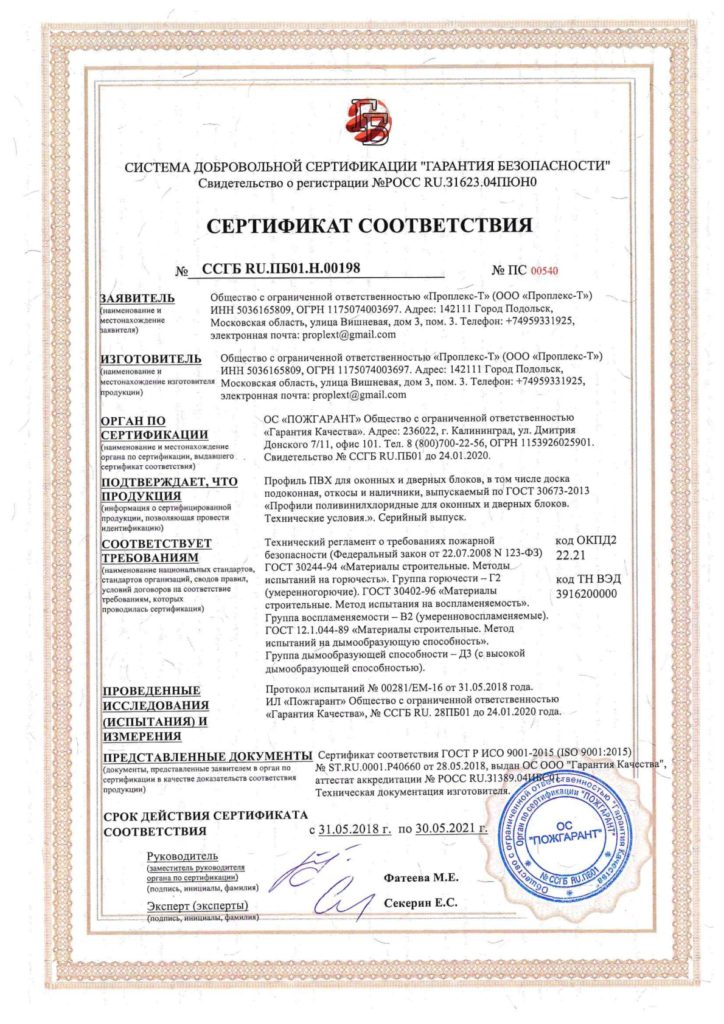 ГБ
СИСТЕМА ДОБРОВОЛЬНОЙ СЕРТИФИКАЦИИ "ГАРАНТИЯ БЕЗОПАСНОСТИ"
Свидетельство о регистрации №РОСС RU.31623.04ПЮН0
СЕРТИФИКАТ СООТВЕТСТВИЯ
№ ССГБ RU.ПБ01.Н.00198 № ПС 00540
ЗАЯВИТЕЛЬ
(наименование и
местонахождение
заявителя)
Общество с ограниченной ответственностью «Проплекс-Т» (ООО «Проплекс-Т»)
ИНН 5036165809, ОГРН 1175074003697. Адрес: 142111 Город Подольск,
Московская область, улица Вишневая, дом 3, пом. 3. Телефон: +74959331925,
электронная почта: proplext@gmail.com
ИЗГОТОВИТЕЛЬ
(наименование и
местонахождение изготовителя
продукции)
Общество с ограниченной ответственностью «Проплекс-Т» (ООО «Проплекс-Т»)
ИНН 5036165809, ОГРН 1175074003697. Адрес: 142111 Город Подольск,
Московская область, улица Вишневая, дом 3, пом. 3. Телефон: +74959331925,
электронная почта: proplext@gmail.com
ОРГАН ПО
СЕРТИФИКАЦИИ
(наименование и местонахождение
органа по сертификации, выдавшего
сертификат соответствия)
ОС «ПОЖГАРАНТ» Общество с ограниченной ответственностью
«Гарантия Качества». Адрес: 236022, г. Калининград, ул. Дмитрия
Донского 7/11, офис 101. Тел. 8 (800)700-22-56, ОГРН 1153926025901.
Свидетельство № ССГБ RU.ПБ01 до 24.01.2020.
ПОДТВЕРЖДАЕТ, ЧТО
ПРОДУКЦИЯ
(информация о сертифицированной
продукции, позволяющая провести
идентификацию)
Профиль ПВХ для оконных и дверных блоков, в том числе доска
подоконная, откосы и наличники, выпускаемый по ГОСТ 30673-2013
«Профили поливинилхлоридные для оконных и дверных блоков.
Технические условия.». Серийный выпуск.
СООТВЕТСТВУЕТ
ТРЕБОВАНИЯМ
(наименование национальных стандартов,
стандартов организаций, сводов правил,
условий договоров на соответствие
требованиям, которых
проводилась сертификация)
Технический регламент о требованиях пожарной
безопасности (Федеральный закон от 22.07.2008 N 123-ФЗ)
ГОСТ 30244-94 «Материалы строительные. Методы
испытаний на горючесть». Группа горючести – Г2
(умеренногорючие). ГОСТ 30402-96 «Материалы
строительные. Метод испытания на воспламеняемость».
Группа воспламеняемости – В2 (умеренновоспламеняемые).
ГОСТ 12.1.044-89 «Материалы строительные. Метод
испытаний на дымообразующую способность».
Группа дымообразующей способности – Д3 (с высокой
дымообразующей способностью).
код ОКПД2
22.21
код ТН ВЭД
3916200000
ПРОВЕДЕННЫЕ
ИССЛЕДОВАНИЯ
(ИСПЫТАНИЯ) И
ИЗМЕРЕНИЯ
Протокол испытаний № 00281/ЕМ-16 от 31.05.2018 года.
ИЛ «Пожгарант» Общество с ограниченной ответственностью
«Гарантия Качества», № ССГБ RU. 28ПБ01 до 24.01.2020 года.
ПРЕДСТАВЛЕННЫЕ ДОКУМЕНТЫ
(документы, представленные заявителем в орган по
сертификации в качестве доказательств соответствия
продукции)
Сертификат соответствия ГОСТ Р ИСО 9001-2015 (ISO 9001:2015)
№ ST.RU.0001.P40660 от 28.05.2018, выдан ОС ООО "Гарантия Качества",
аттестат аккредитации № РОСС RU.31389.04ИВС01
Техническая документация изготовителя.
СРОК ДЕЙСТВИЯ СЕРТИФИКАТА
СООТВЕТСТВИЯ
с 31.05.2018 г. по 30.05.2021 г.
Руководитель
(заместитель руководителя
органа по сертификации)
(подпись, инициалы, фамилия)
Фатеева М.Е.
Эксперт (эксперты)
(подпись, инициалы, фамилия)
Секерин Е.С.
Общество с ограниченной ответственностью "Гарантия Качества"
Орган по сертификации "ПОЖГАРАНТ"
ОС
"ПОЖГАРАНТ"
№ ССГБ RU.ПБ01